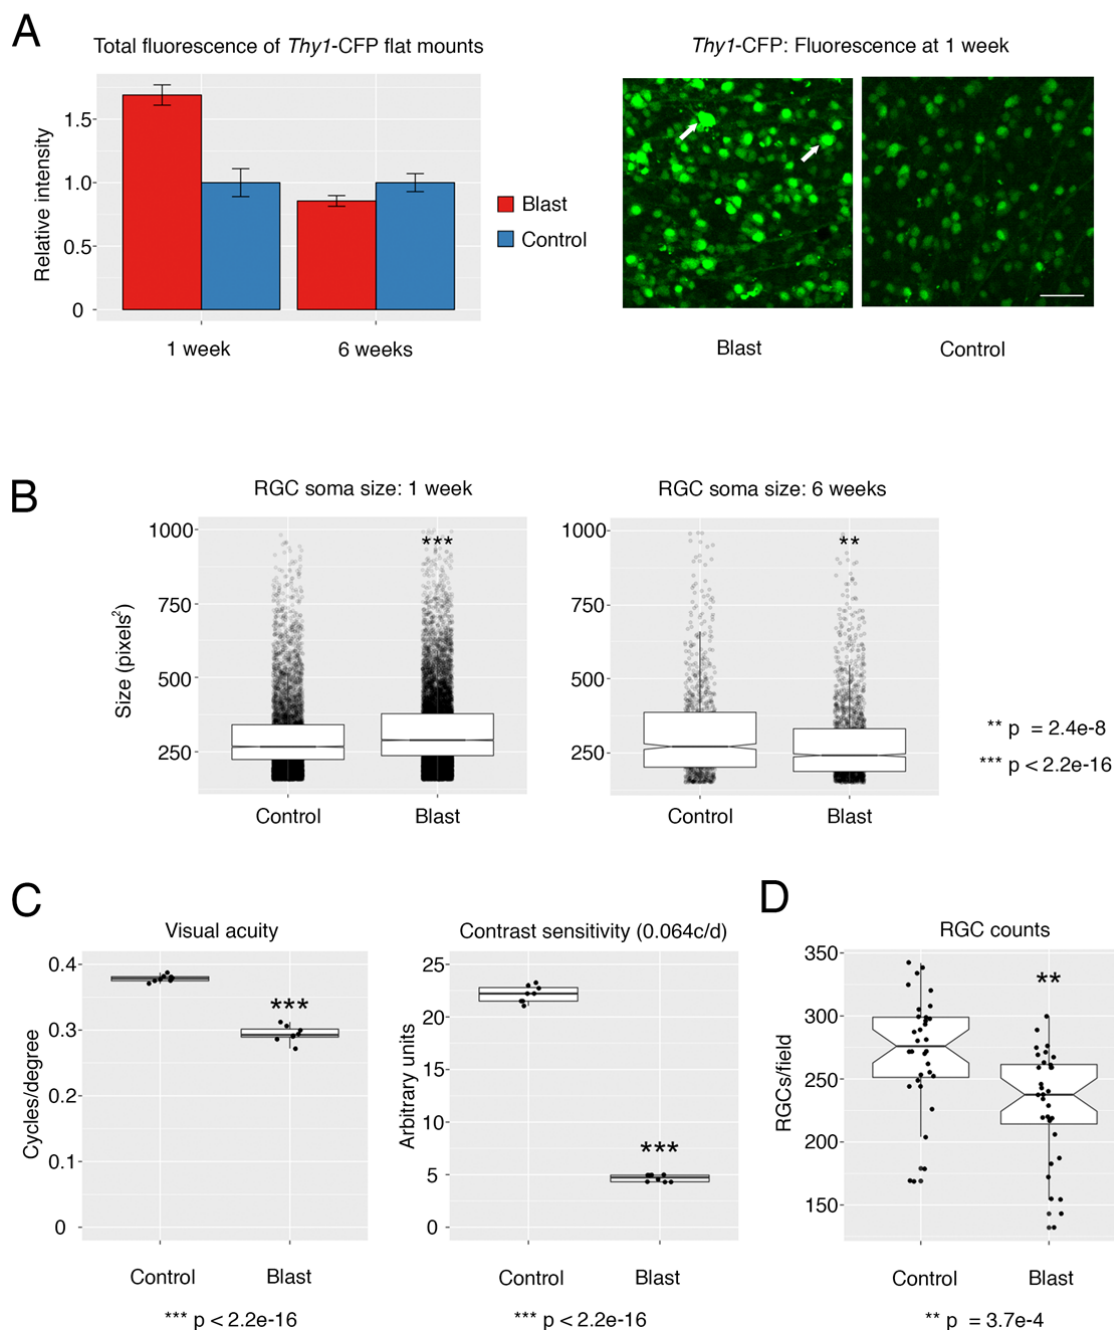 A
Total fluorescence of Thy1-CFP flat mounts
Relative intensity
1.5
1.0
0.5
0
1 week
6 weeks
Blast
Control
Thy1-CFP: Fluorescence at 1 week
Blast
Control
B
RGC soma size: 1 week
Size (pixels²)
1000
750
500
250
***
Control
Blast
RGC soma size: 6 weeks
1000
750
500
250
**
Control
Blast
** p = 2.4e-8
*** p < 2.2e-16
C
Visual acuity
Cycles/degree
0.4
0.3
0.2
0.1
0
***
Control
Blast
*** p < 2.2e-16
Contrast sensitivity (0.064c/d)
Arbitrary units
25
20
15
10
5
0
***
Control
Blast
*** p < 2.2e-16
D
RGC counts
RGCs/field
350
300
250
200
150
**
Control
Blast
** p = 3.7e-4